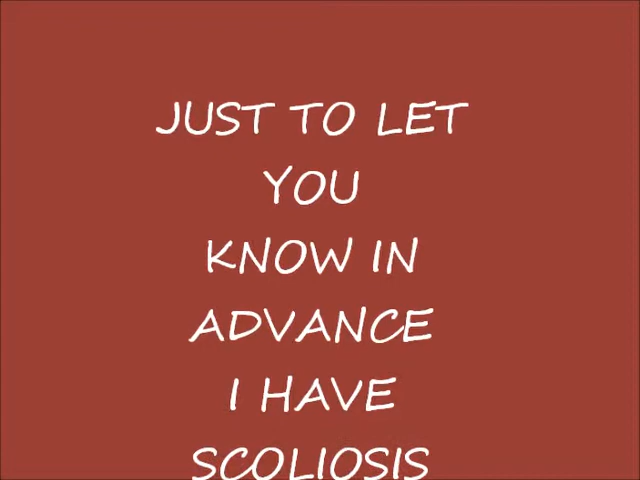 JUST TO LET
YOU
KNOW IN
ADVANCE
I HAVE
SCOLIOSIS